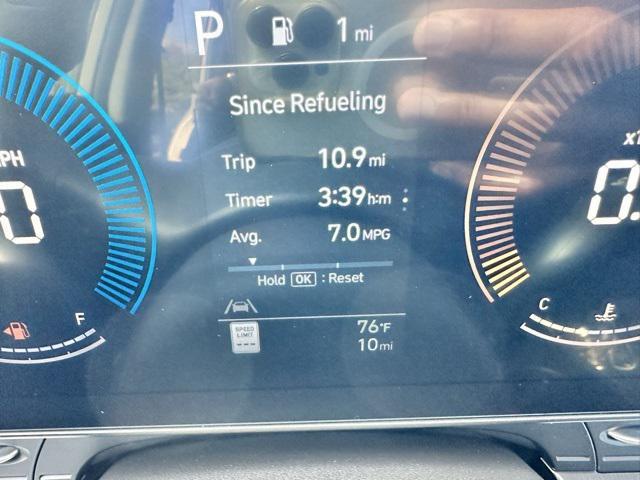 P 1 mi
Since Refueling
Trip 10.9 mi
Timer 3:39 h:m
Avg. 7.0 MPG
Hold OK : Reset
F
C
SPEED
LIMIT
---
76°F
10 mi